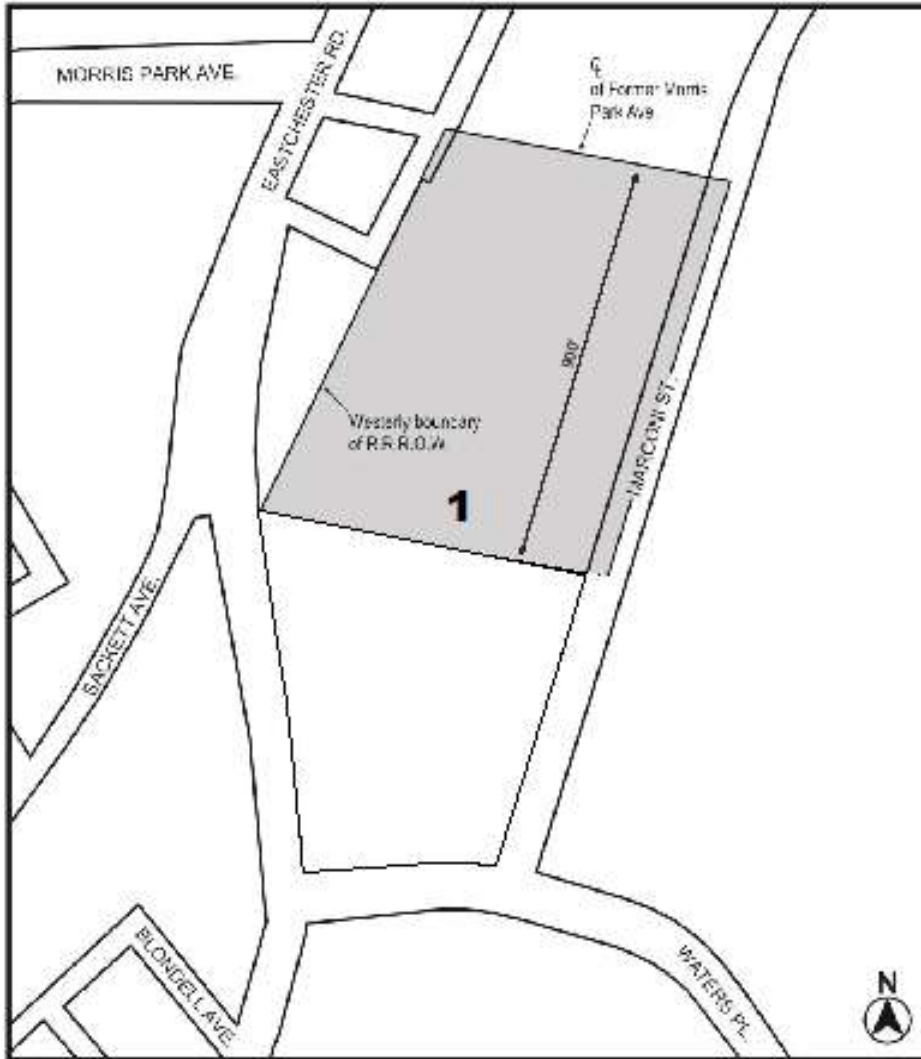 MORRIS PARK AVE.
EASTCHESTER RD.
℄
of Former Morris
Park Ave
900'
Westerly boundary
of R.R.R.O.W.
MARCONI ST.
1
SACKETT AVE.
BLONDELL AVE.
WATERS PL.
N